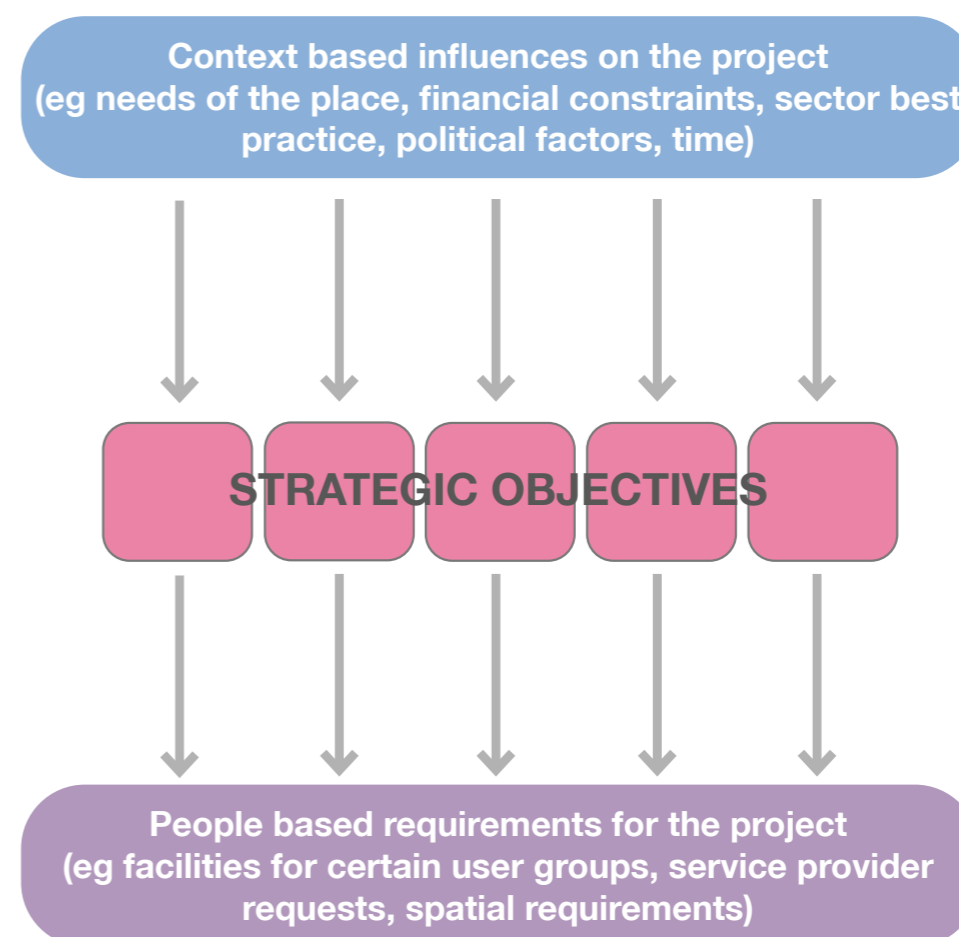 Context based influences on the project
(eg needs of the place, financial constraints, sector best
practice, political factors, time)
STRATEGIC OBJECTIVES
People based requirements for the project
(eg facilities for certain user groups, service provider
requests, spatial requirements)